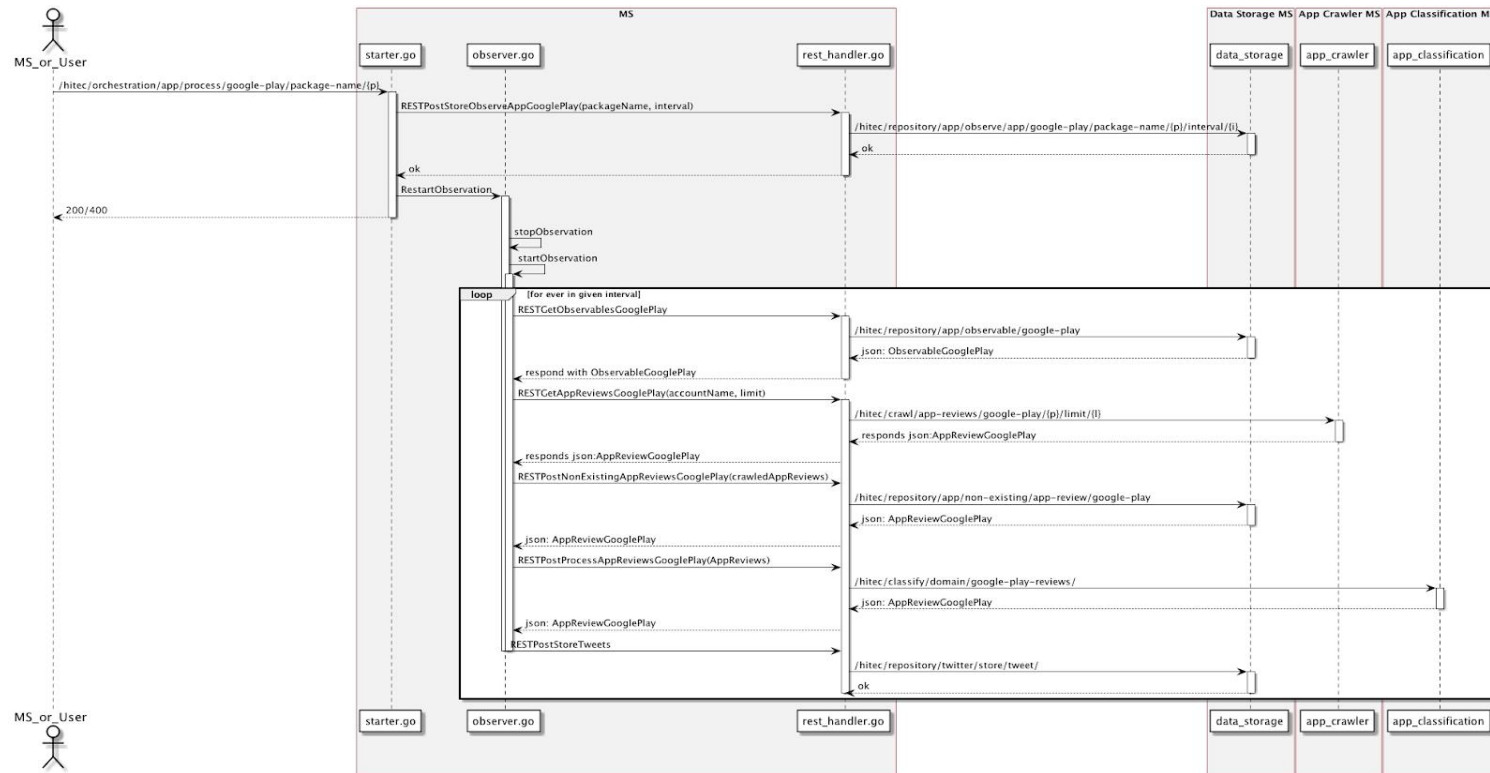 MS
Data Storage MS
App Crawler MS
App Classification M
MS_or_User
starter.go
observer.go
rest_handler.go
data_storage
app_crawler
app_classification
/hitec/orchestration/app/process/google-play/package-name/{p}
RESTPostStoreObserveAppGooglePlay(packageName, interval)
/hitec/repository/app/observe/app/google-play/package-name/{p}/interval/{i}
ok
ok
RestartObservation
200/400
stopObservation
startObservation
loop
[for ever in given interval]
RESTGetObservablesGooglePlay
/hitec/repository/app/observable/google-play
json: ObservableGooglePlay
respond with ObservableGooglePlay
RESTGetAppReviewsGooglePlay(accountName, limit)
/hitec/crawl/app-reviews/google-play/{p}/limit/{l}
responds json:AppReviewGooglePlay
responds json:AppReviewGooglePlay
RESTPostNonExistingAppReviewsGooglePlay(crawledAppReviews)
/hitec/repository/app/non-existing/app-review/google-play
json: AppReviewGooglePlay
json: AppReviewGooglePlay
RESTPostProcessAppReviewsGooglePlay(AppReviews)
/hitec/classify/domain/google-play-reviews/
json: AppReviewGooglePlay
json: AppReviewGooglePlay
RESTPostStoreTweets
/hitec/repository/twitter/store/tweet/
ok
MS_or_User
starter.go
observer.go
rest_handler.go
data_storage
app_crawler
app_classification